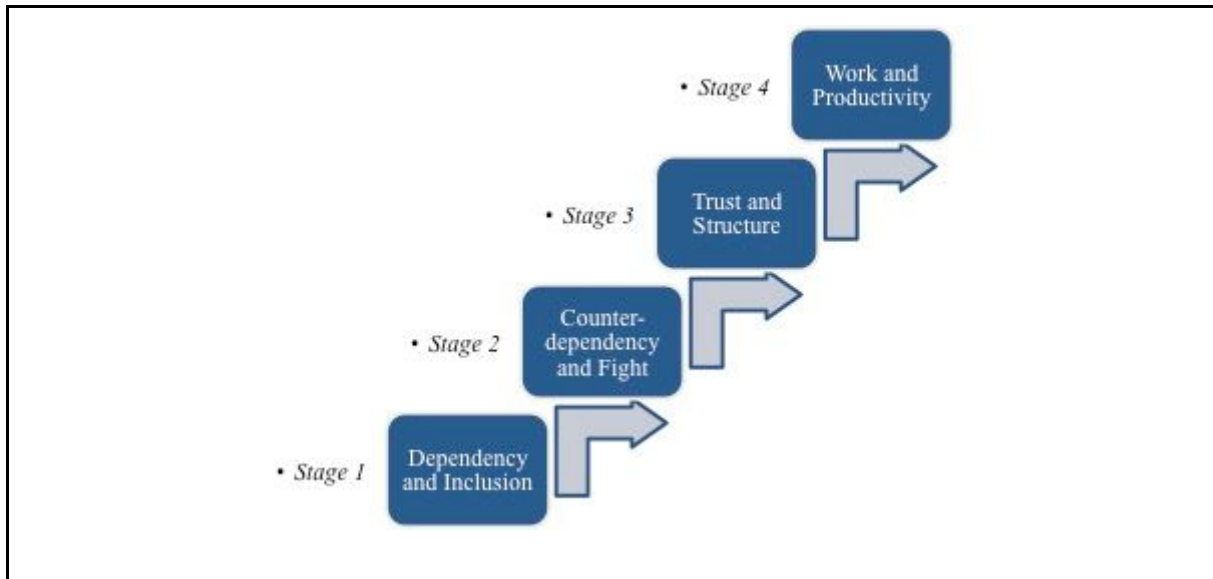 • Stage 4
Work and
Productivity
• Stage 3
Trust and
Structure
• Stage 2
Counter-
dependency
and Fight
• Stage 1
Dependency
and Inclusion